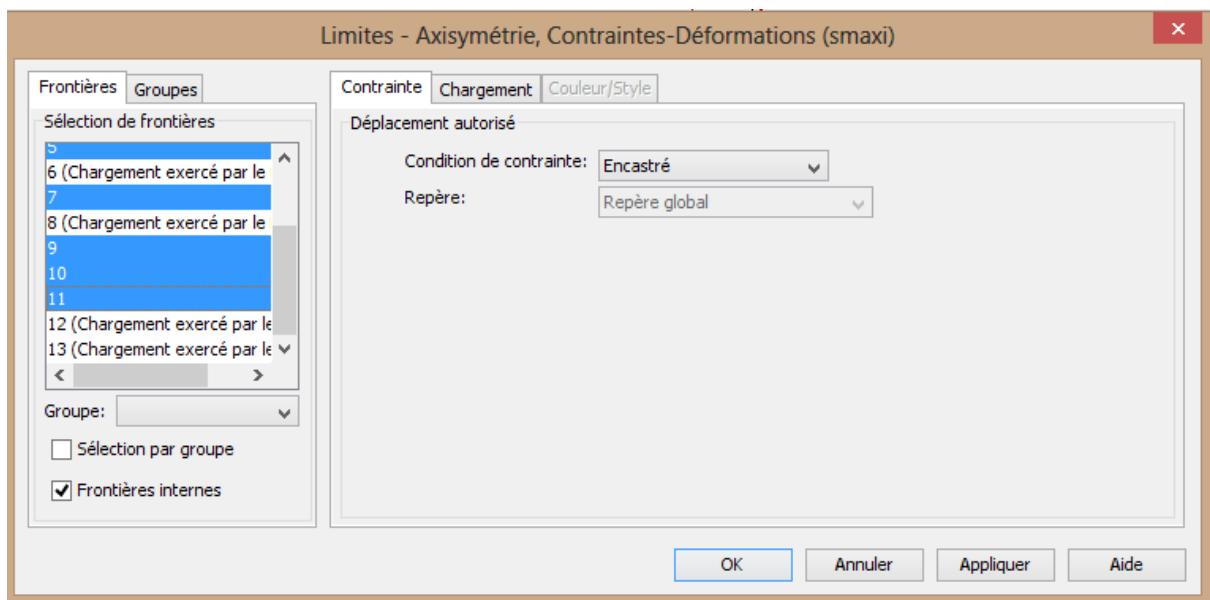 Limites - Axisymétrie, Contraintes-Déformations (smaxi)
Frontières Groupes
Sélection de frontières
5
6 (Chargement exercé par le
7
8 (Chargement exercé par le
9
10
11
12 (Chargement exercé par le
13 (Chargement exercé par le
Groupe:
Sélection par groupe
Frontières internes
Contrainte Chargement Couleur/Style
Déplacement autorisé
Condition de contrainte: Encastré
Repère: Repère global
OK Annuler Appliquer Aide